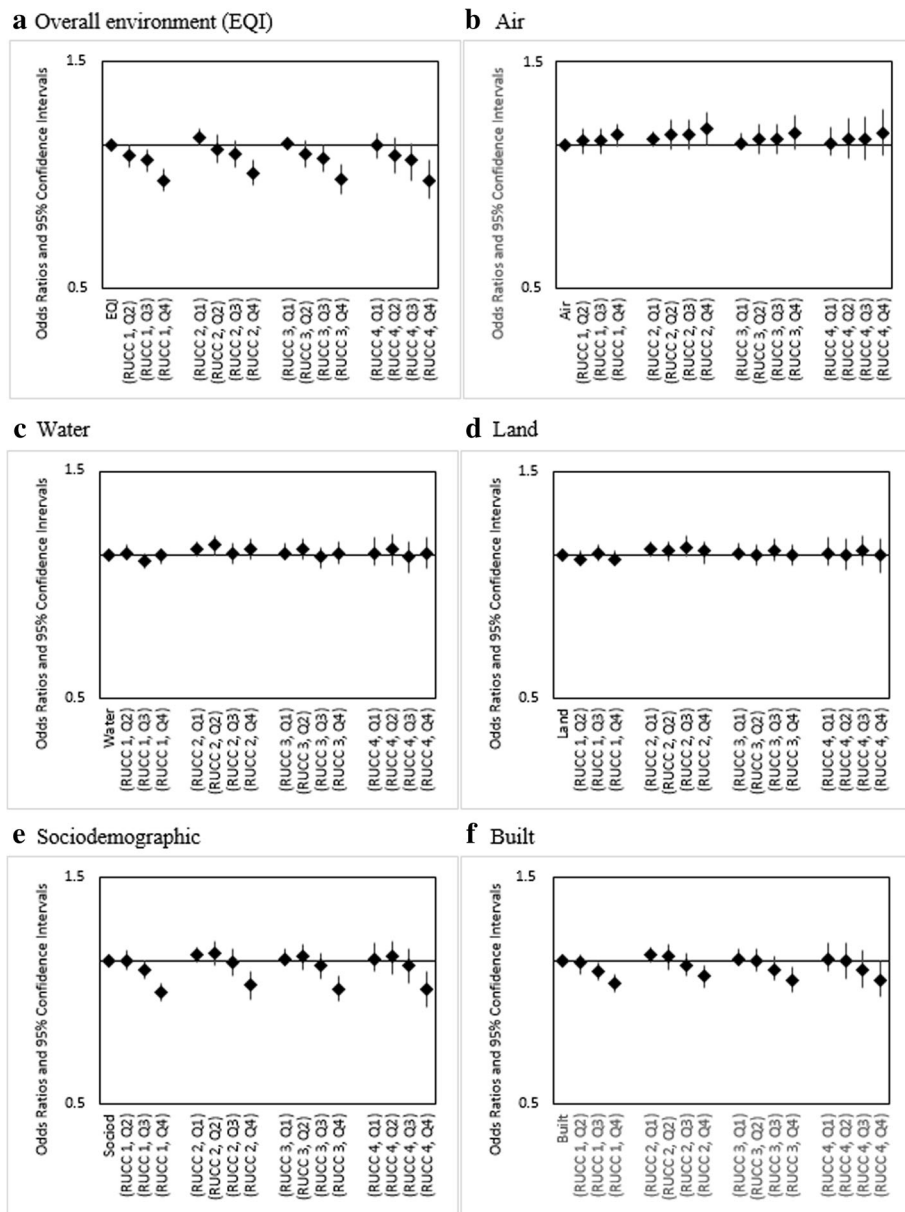 a Overall environment (EQI)
Odds Ratios and 95% Confidence Intervals
1.5
0.5
EQI
(RUCC 1, Q2)
(RUCC 1, Q3)
(RUCC 1, Q4)
(RUCC 2, Q1)
(RUCC 2, Q2)
(RUCC 2, Q3)
(RUCC 2, Q4)
(RUCC 3, Q1)
(RUCC 3, Q2)
(RUCC 3, Q3)
(RUCC 3, Q4)
(RUCC 4, Q1)
(RUCC 4, Q2)
(RUCC 4, Q3)
(RUCC 4, Q4)
b Air
Odds Ratios and 95% Confidence Intervals
1.5
0.5
Air
(RUCC 1, Q2)
(RUCC 1, Q3)
(RUCC 1, Q4)
(RUCC 2, Q1)
(RUCC 2, Q2)
(RUCC 2, Q3)
(RUCC 2, Q4)
(RUCC 3, Q1)
(RUCC 3, Q2)
(RUCC 3, Q3)
(RUCC 3, Q4)
(RUCC 4, Q1)
(RUCC 4, Q2)
(RUCC 4, Q3)
(RUCC 4, Q4)
c Water
Odds Ratios and 95% Confidence Inrervals
1.5
0.5
Water
(RUCC 1, Q2)
(RUCC 1, Q3)
(RUCC 1, Q4)
(RUCC 2, Q1)
(RUCC 2, Q2)
(RUCC 2, Q3)
(RUCC 2, Q4)
(RUCC 3, Q1)
(RUCC 3, Q2)
(RUCC 3, Q3)
(RUCC 3, Q4)
(RUCC 4, Q1)
(RUCC 4, Q2)
(RUCC 4, Q3)
(RUCC 4, Q4)
d Land
Odds Ratios and 95% Confidence Intervals
1.5
0.5
Land
(RUCC 1, Q2)
(RUCC 1, Q3)
(RUCC 1, Q4)
(RUCC 2, Q1)
(RUCC 2, Q2)
(RUCC 2, Q3)
(RUCC 2, Q4)
(RUCC 3, Q1)
(RUCC 3, Q2)
(RUCC 3, Q3)
(RUCC 3, Q4)
(RUCC 4, Q1)
(RUCC 4, Q2)
(RUCC 4, Q3)
(RUCC 4, Q4)
e Sociodemographic
Odds Ratios and 95% Confidence Intervals
1.5
0.5
Sociod
(RUCC 1, Q2)
(RUCC 1, Q3)
(RUCC 1, Q4)
(RUCC 2, Q1)
(RUCC 2, Q2)
(RUCC 2, Q3)
(RUCC 2, Q4)
(RUCC 3, Q1)
(RUCC 3, Q2)
(RUCC 3, Q3)
(RUCC 3, Q4)
(RUCC 4, Q1)
(RUCC 4, Q2)
(RUCC 4, Q3)
(RUCC 4, Q4)
f Built
Odds Ratios and 95% Confidence Intervals
1.5
0.5
Built
(RUCC 1, Q2)
(RUCC 1, Q3)
(RUCC 1, Q4)
(RUCC 2, Q1)
(RUCC 2, Q2)
(RUCC 2, Q3)
(RUCC 2, Q4)
(RUCC 3, Q1)
(RUCC 3, Q2)
(RUCC 3, Q3)
(RUCC 3, Q4)
(RUCC 4, Q1)
(RUCC 4, Q2)
(RUCC 4, Q3)
(RUCC 4, Q4)